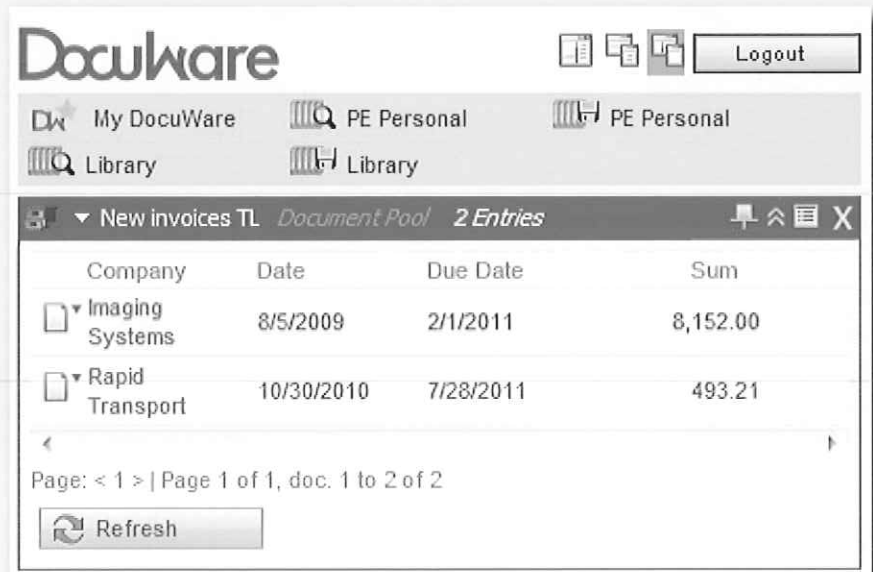 DocuWare
Logout
DW My DocuWare PE Personal PE Personal
Library Library
New invoices TL Document Pool 2 Entries X
Company Date Due Date Sum
Imaging
Systems 8/5/2009 2/1/2011 8,152.00
Rapid
Transport 10/30/2010 7/28/2011 493.21
Page: < 1 > | Page 1 of 1, doc. 1 to 2 of 2
Refresh